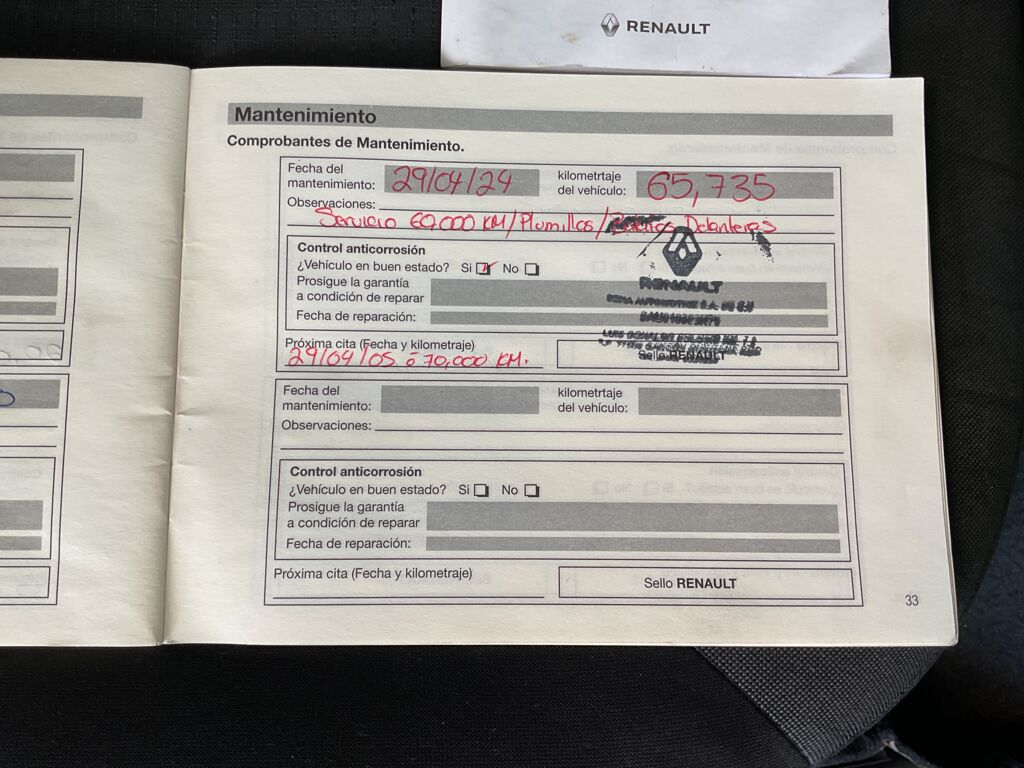 RENAULT
Mantenimiento
Comprobantes de Mantenimiento.
Fecha del mantenimiento: 29/04/24 kilometrtaje del vehículo: 65,735
Observaciones:
Servicio 60,000 KM/Plumillas/ Delanteras
Control anticorrosión
¿Vehículo en buen estado? Si No
Prosigue la garantía
a condición de reparar
Fecha de reparación:
RENAULT
Próxima cita (Fecha y kilometraje)
29/04/05 ó 70,000 KM.
Sello RENAULT
Fecha del mantenimiento: kilometrtaje del vehículo:
Observaciones:
Control anticorrosión
¿Vehículo en buen estado? Si No
Prosigue la garantía
a condición de reparar
Fecha de reparación:
Próxima cita (Fecha y kilometraje)
Sello RENAULT
33